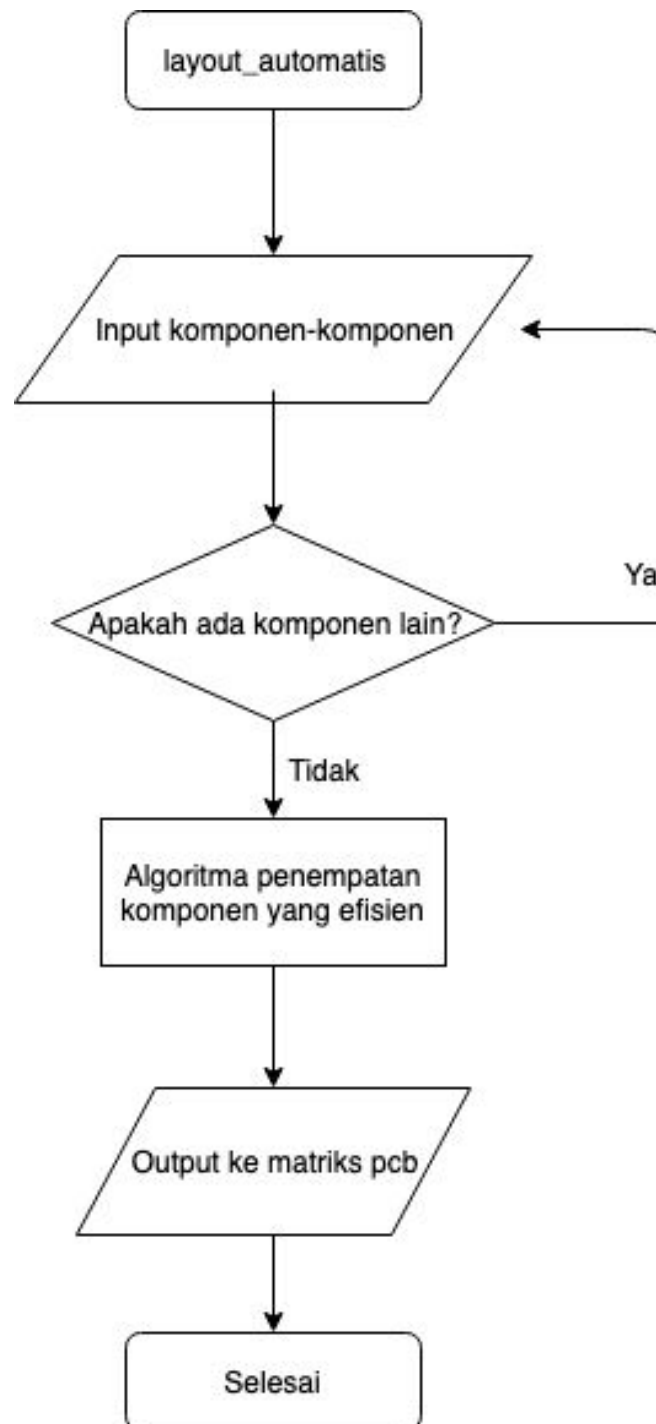 layout_automatis
Input komponen-komponen
Apakah ada komponen lain?
Ya
Tidak
Algoritma penempatan
komponen yang efisien
Output ke matriks pcb
Selesai